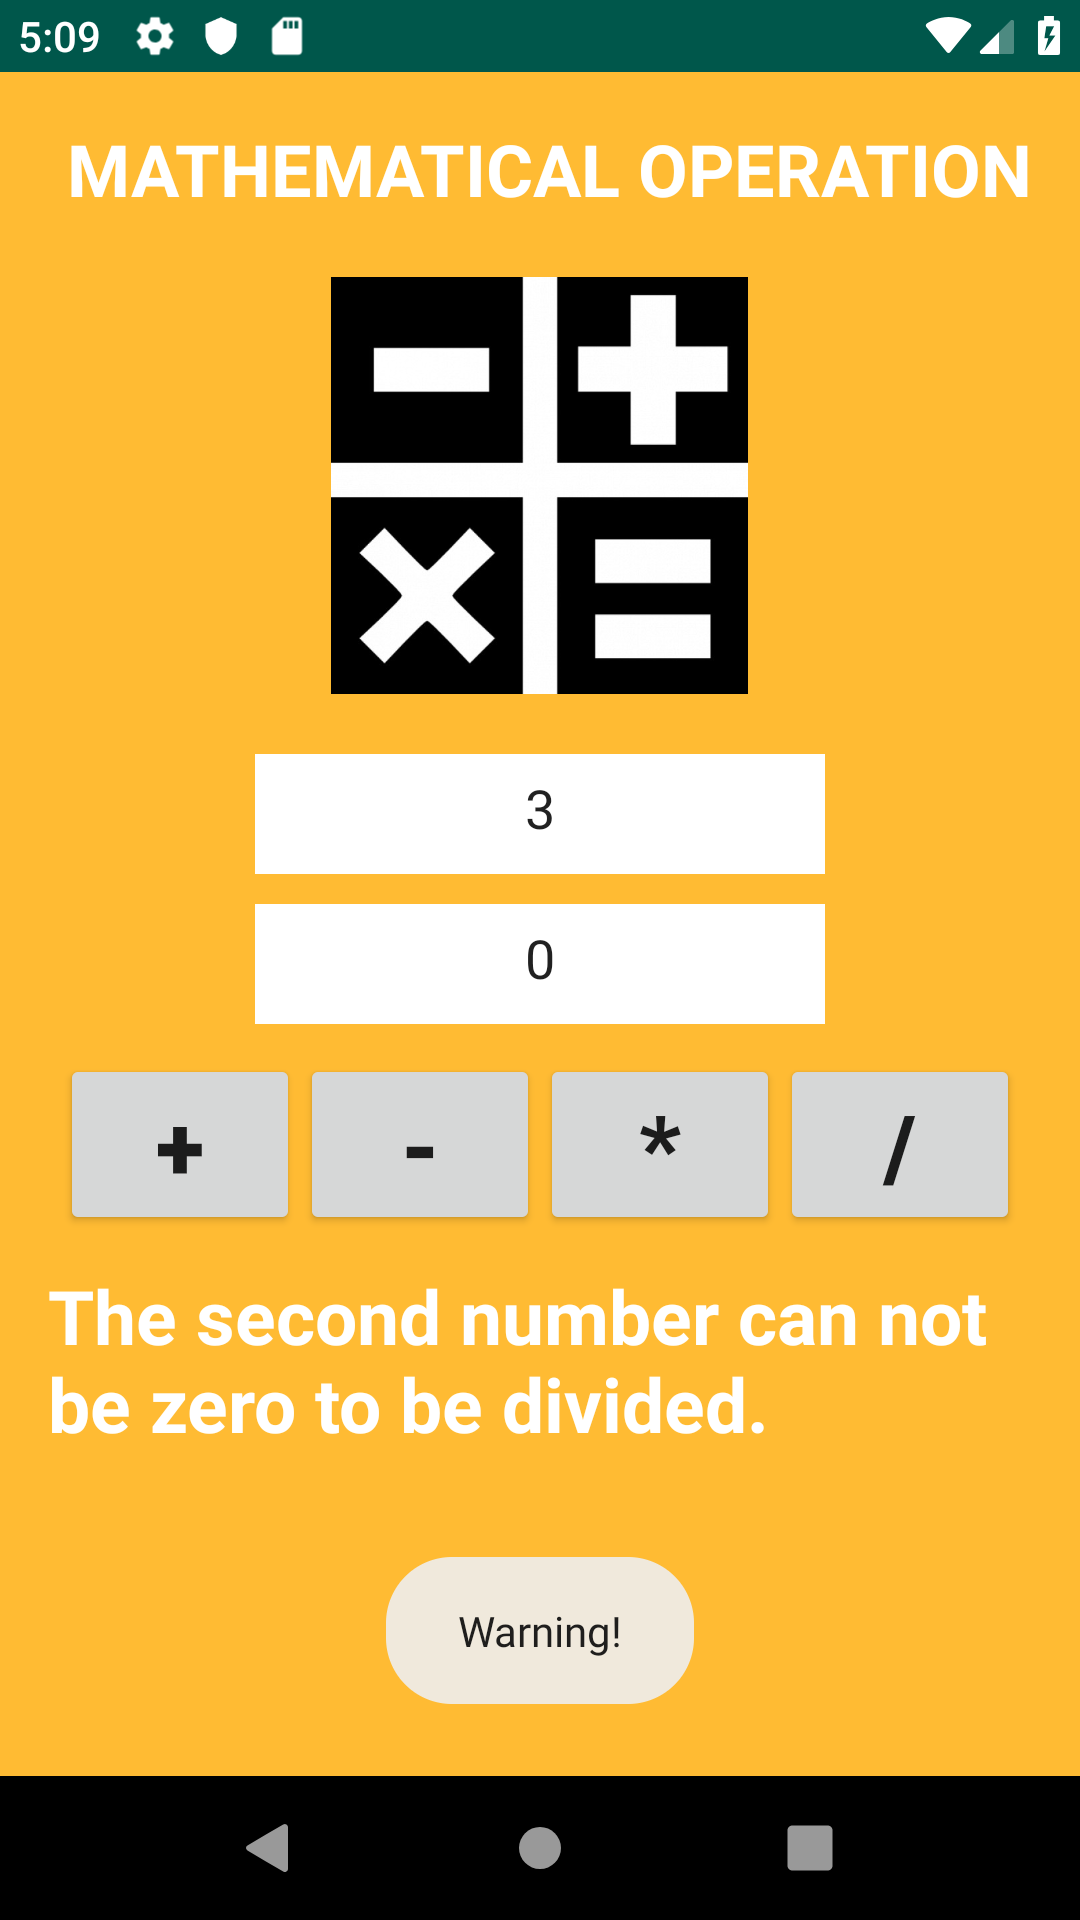 5:09
MATHEMATICAL OPERATION
- +
× =
3
0
+ - * /
The second number can not
be zero to be divided.
Warning!